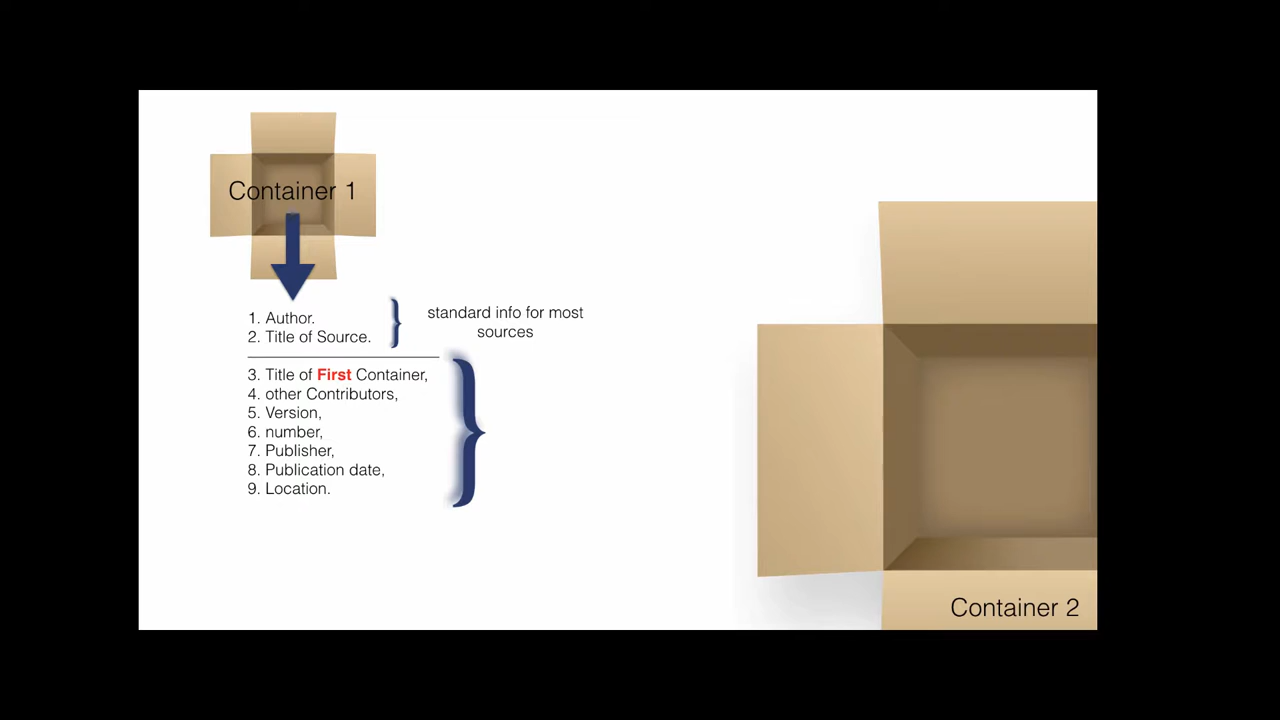 Container 1
1. Author.
2. Title of Source.
standard info for most
sources
3. Title of First Container,
4. other Contributors,
5. Version,
6. number,
7. Publisher,
8. Publication date,
9. Location.
Container 2